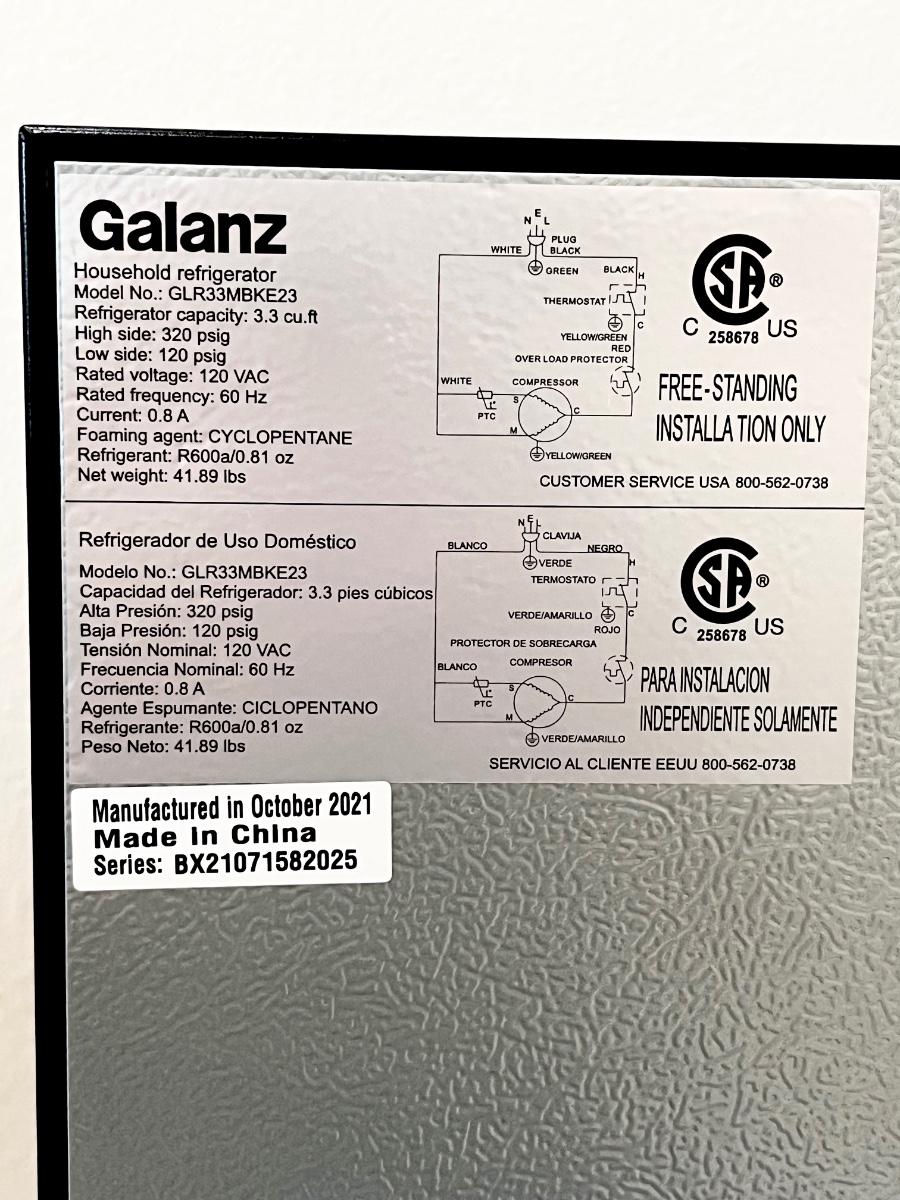 Galanz
Household refrigerator
Model No.: GLR33MBKE23
Refrigerator capacity: 3.3 cu.ft
High side: 320 psig
Low side: 120 psig
Rated voltage: 120 VAC
Rated frequency: 60 Hz
Current: 0.8 A
Foaming agent: CYCLOPENTANE
Refrigerant: R600a/0.81 oz
Net weight: 41.89 lbs
N E L
PLUG
WHITE BLACK
GREEN
BLACK H
THERMOSTAT
C
YELLOW/GREEN
RED
OVER LOAD PROTECTOR
WHITE
COMPRESSOR
S
PTC
C
M
YELLOW/GREEN
SA ®
C 258678 US
FREE-STANDING
INSTALLATION ONLY
CUSTOMER SERVICE USA 800-562-0738
Refrigerador de Uso Doméstico
Modelo No.: GLR33MBKE23
Capacidad del Refrigerador: 3.3 pies cúbicos
Alta Presión: 320 psig
Baja Presión: 120 psig
Tensión Nominal: 120 VAC
Frecuencia Nominal: 60 Hz
Corriente: 0.8 A
Agente Espumante: CICLOPENTANO
Refrigerante: R600a/0.81 oz
Peso Neto: 41.89 lbs
N E L
CLAVIJA
BLANCO NEGRO
VERDE
H
TERMOSTATO
C
VERDE/AMARILLO
ROJO
PROTECTOR DE SOBRECARGA
BLANCO
COMPRESOR
S
PTC
C
M
VERDE/AMARILLO
SA ®
C 258678 US
PARA INSTALACION
INDEPENDIENTE SOLAMENTE
SERVICIO AL CLIENTE EEUU 800-562-0738
Manufactured in October 2021
Made in China
Series: BX21071582025